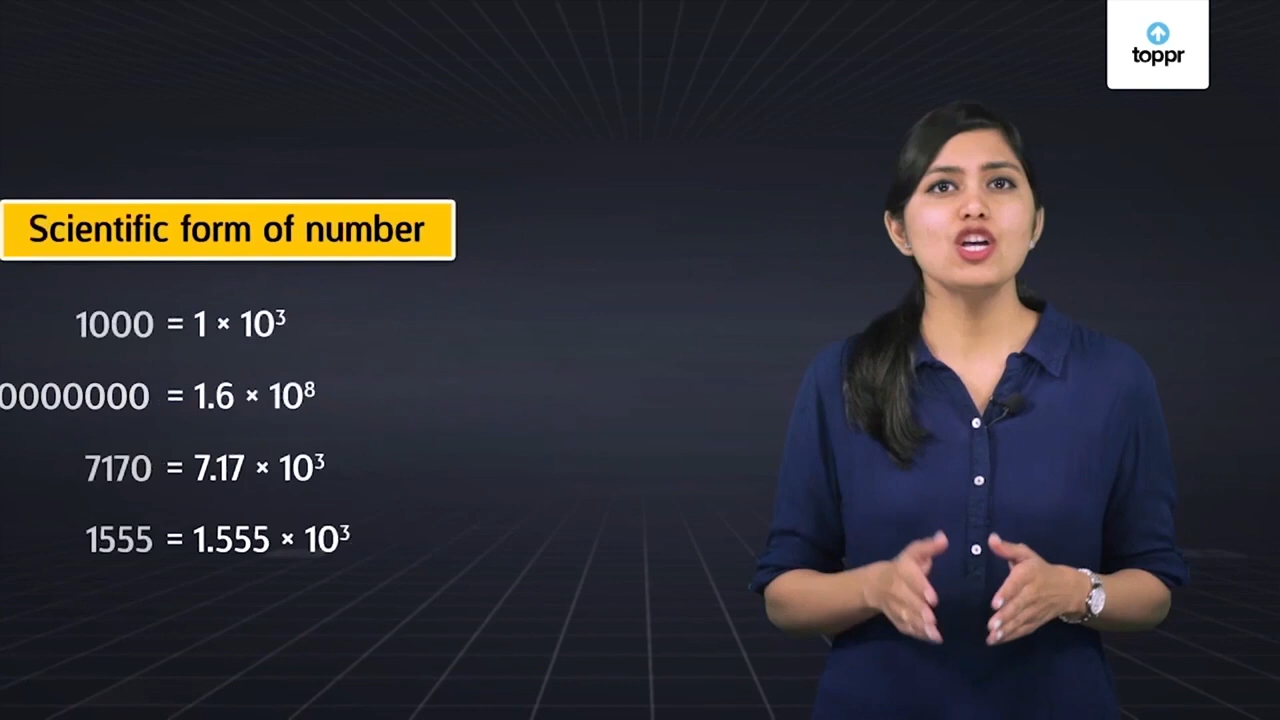 toppr
Scientific form of number
1000 = 1 × 10³
0000000 = 1.6 × 10⁸
7170 = 7.17 × 10³
1555 = 1.555 × 10³